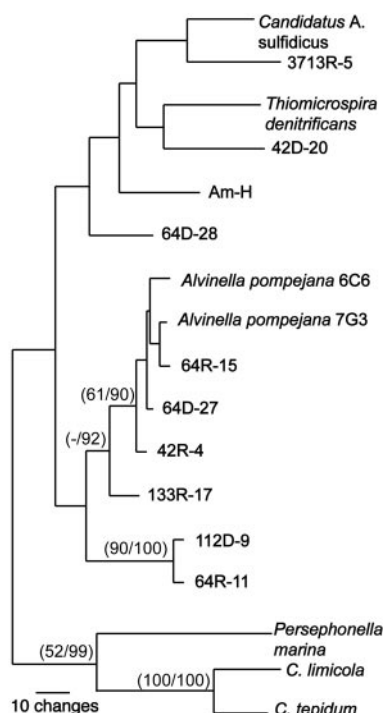 Candidatus A.
sulfidicus
3713R-5
Thiomicrospira
denitrificans
42D-20
Am-H
64D-28
Alvinella pompejana 6C6
Alvinella pompejana 7G3
64R-15
(61/90)
64D-27
(-/92)
42R-4
133R-17
(90/100)
112D-9
64R-11
Persephonella
marina
(52/99)
(100/100)
C. limicola
10 changes
C. tepidum